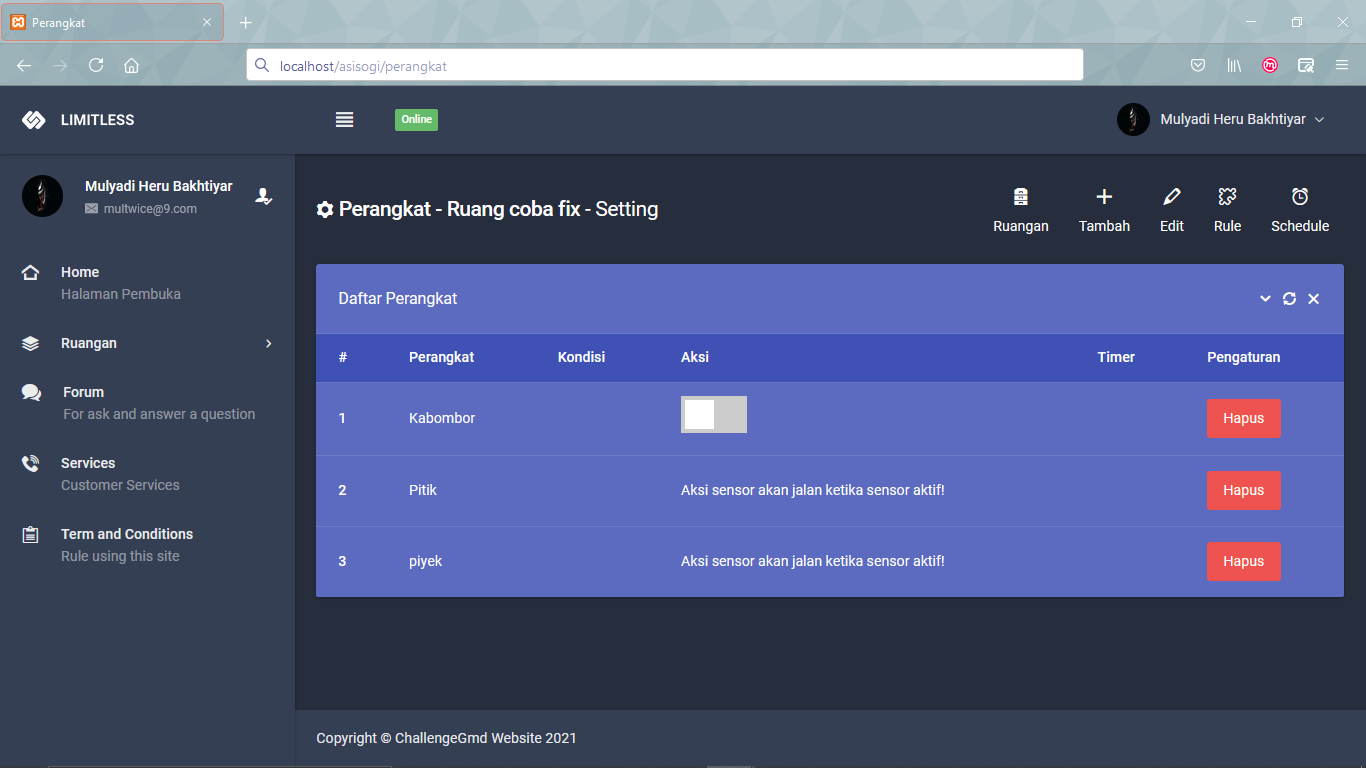 Perangkat
localhost/asisogi/perangkat
LIMITLESS
Online
Mulyadi Heru Bakhtiyar
Mulyadi Heru Bakhtiyar
multwice@9.com
Home
Halaman Pembuka
Ruangan
Forum
For ask and answer a question
Services
Customer Services
Term and Conditions
Rule using this site
Perangkat - Ruang coba fix - Setting
Ruangan Tambah Edit Rule Schedule
Daftar Perangkat
# Perangkat Kondisi Aksi Timer Pengaturan
1 Kabombor Hapus
2 Pitik Aksi sensor akan jalan ketika sensor aktif! Hapus
3 piyek Aksi sensor akan jalan ketika sensor aktif! Hapus
Copyright © ChallengeGmd Website 2021